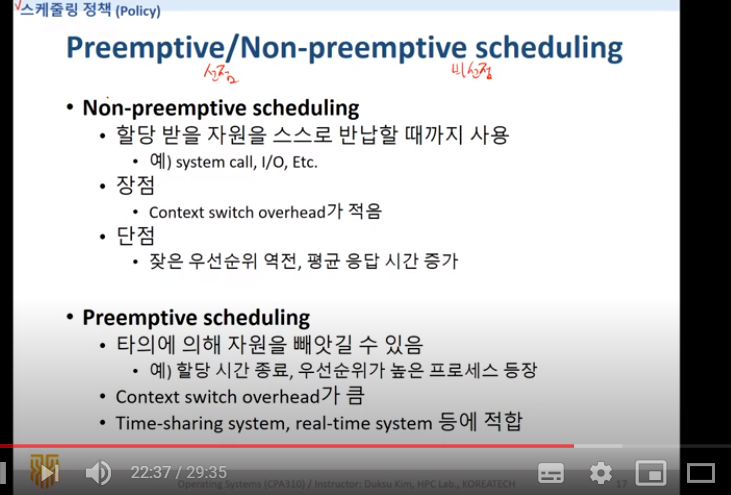 스케줄링 정책 (Policy)
Preemptive/Non-preemptive scheduling
선점 비선점
• Non-preemptive scheduling
• 할당 받을 자원을 스스로 반납할 때까지 사용
• 예) system call, I/O, Etc.
• 장점
• Context switch overhead가 적음
• 단점
• 잦은 우선순위 역전, 평균 응답 시간 증가
• Preemptive scheduling
• 타의에 의해 자원을 빼앗길 수 있음
• 예) 할당 시간 종료, 우선순위가 높은 프로세스 등장
• Context switch overhead가 큼
• Time-sharing system, real-time system 등에 적합
22:37 / 29:35
Operating Systems (CPA310) / Instructor: Duksu Kim, HPC Lab., KOREATECH
17